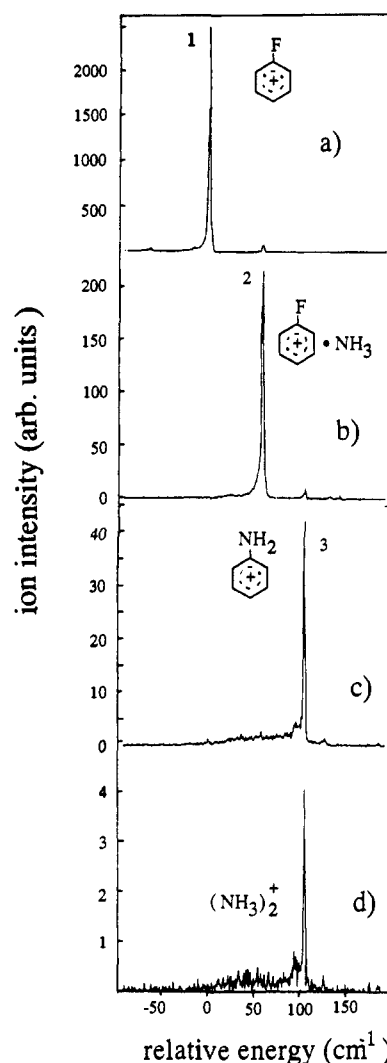 ion intensity (arb. units )
1
F
+
a)
2000
1500
1000
500
2
F
+
• NH3
b)
200
150
100
50
0
NH2
+
3
c)
40
30
20
10
0
(NH3)2+
d)
4
3
2
1
-50 0 50 100 150
relative energy (cm-1)